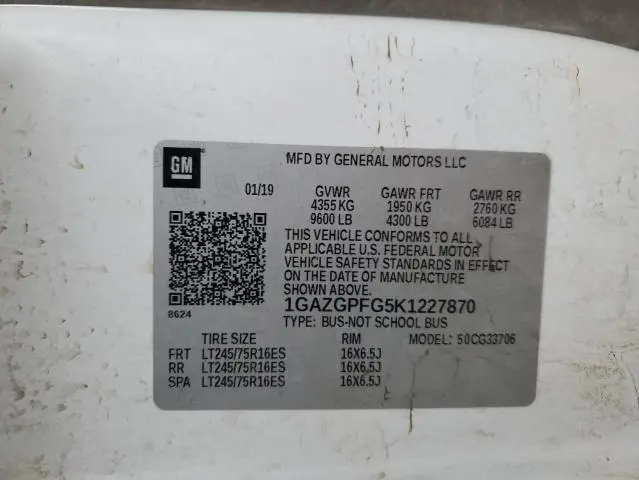 GM
MFD BY GENERAL MOTORS LLC
01/19 GVWR GAWR FRT GAWR RR
4355 KG 1950 KG 2760 KG
9600 LB 4300 LB 6084 LB
THIS VEHICLE CONFORMS TO ALL
APPLICABLE U.S. FEDERAL MOTOR
VEHICLE SAFETY STANDARDS IN EFFECT
ON THE DATE OF MANUFACTURE
SHOWN ABOVE.
8624
1GAZGPFG5K1227870
TYPE: BUS-NOT SCHOOL BUS
TIRE SIZE RIM MODEL: 50CG33706
FRT LT245/75R16ES 16X6.5J
RR LT245/75R16ES 16X6.5J
SPA LT245/75R16ES 16X6.5J